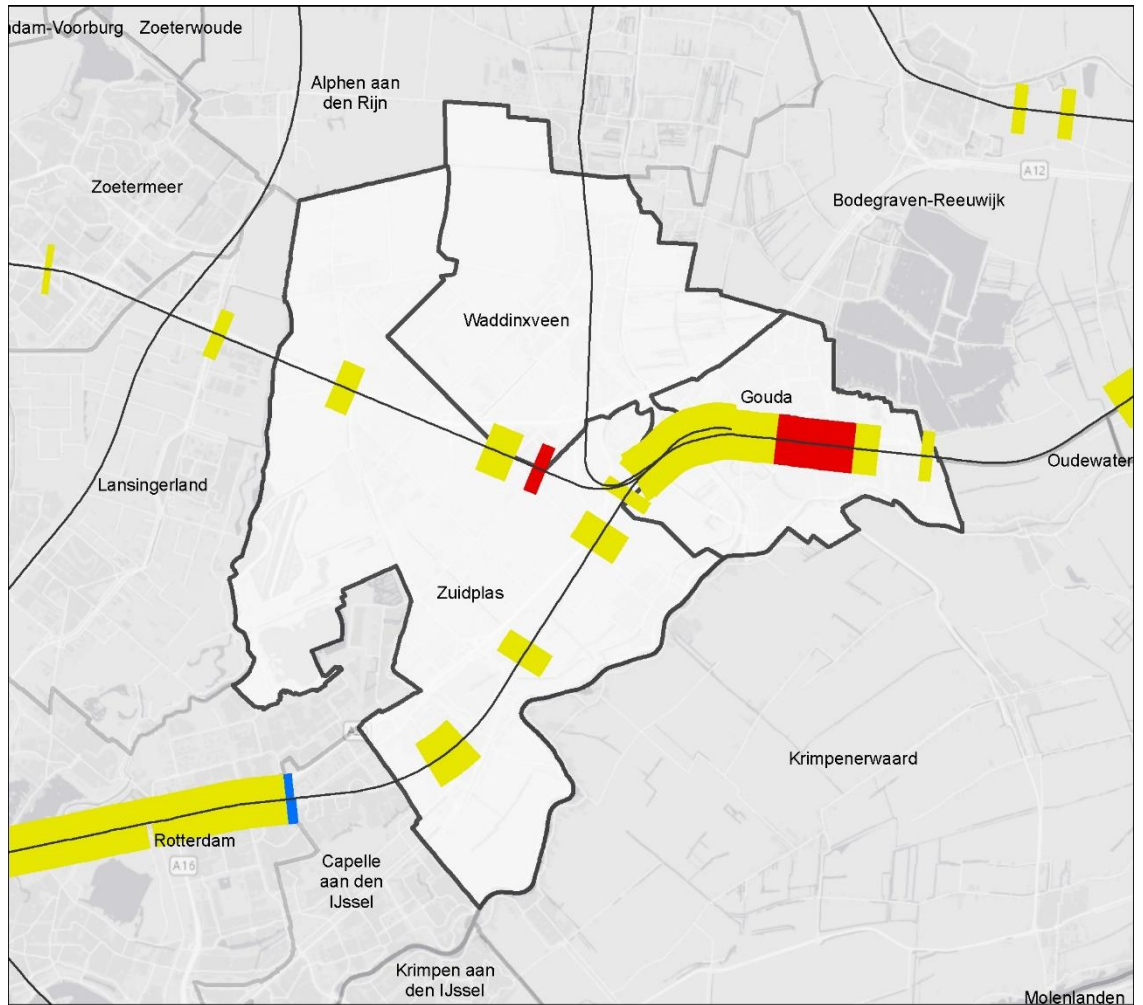 dam-Voorburg
Zoeterwoude
Alphen aan
den Rijn
Zoetermeer
A12
Bodegraven-Reeuwijk
Waddinxveen
Gouda
Oudewater
Lansingerland
Zuidplas
Krimpenerwaard
Rotterdam
A16
Capelle
aan den
IJssel
Krimpen aan
den IJssel
Molenlanden